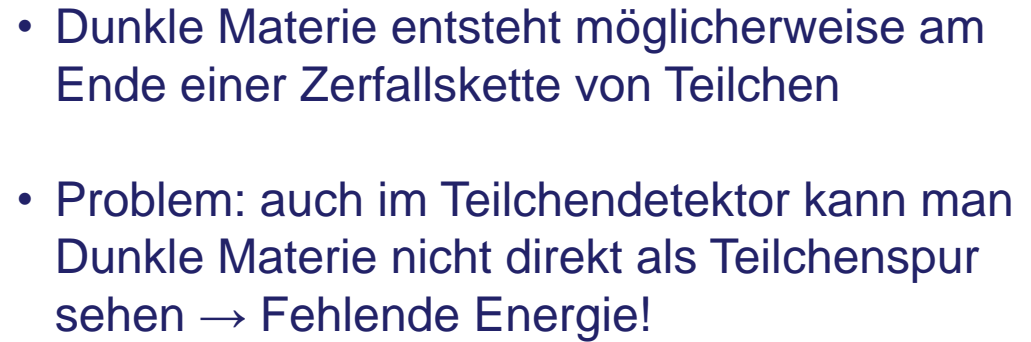 • Dunkle Materie entsteht möglicherweise am
Ende einer Zerfallskette von Teilchen
• Problem: auch im Teilchendetektor kann man
Dunkle Materie nicht direkt als Teilchenspur
sehen → Fehlende Energie!